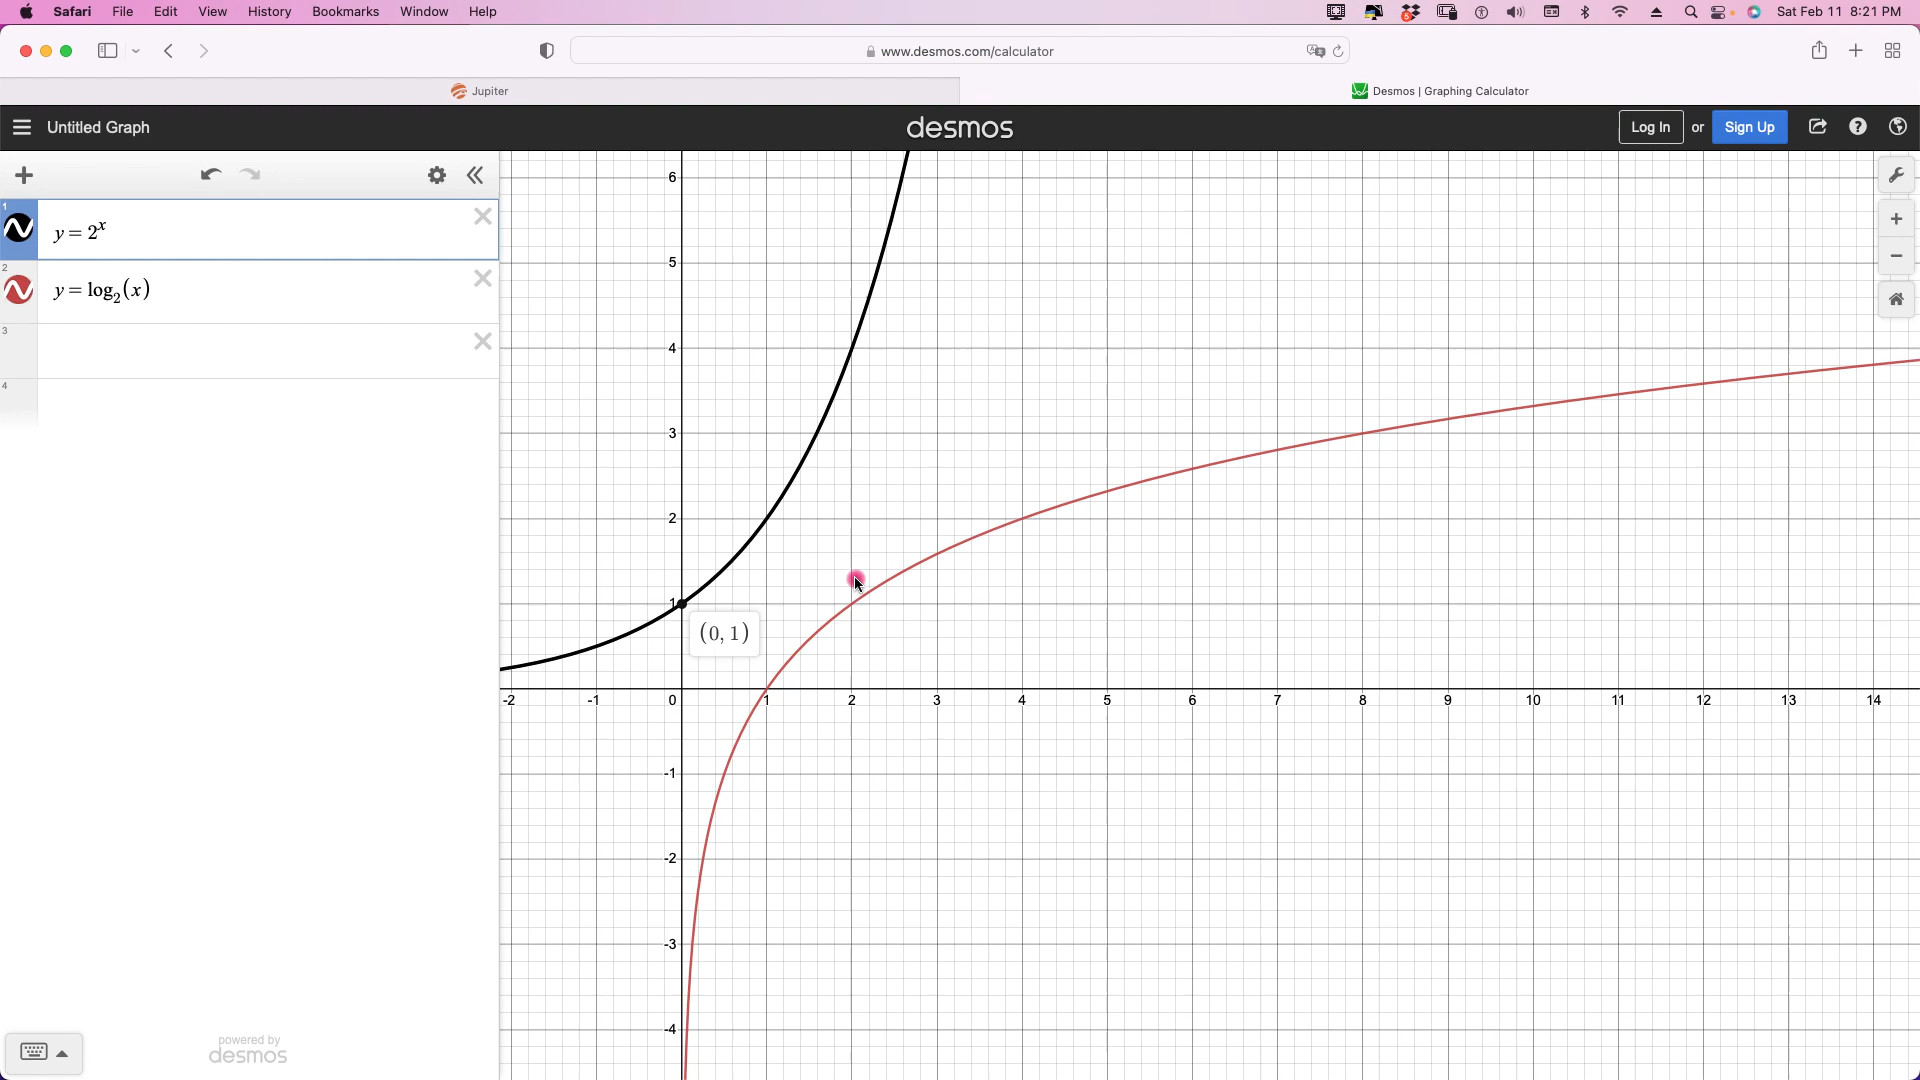 Safari File Edit View History Bookmarks Window Help 5 Sat Feb 11 8:21 PM
www.desmos.com/calculator
Jupiter
Desmos | Graphing Calculator
Untitled Graph
desmos
Log In or Sign Up
1
y = 2^x
2
y = log_2(x)
3
4
powered by
desmos
6
5
4
3
2
1
(0, 1)
-2 -1 0 1 2 3 4 5 6 7 8 9 10 11 12 13 14
-1
-2
-3
-4